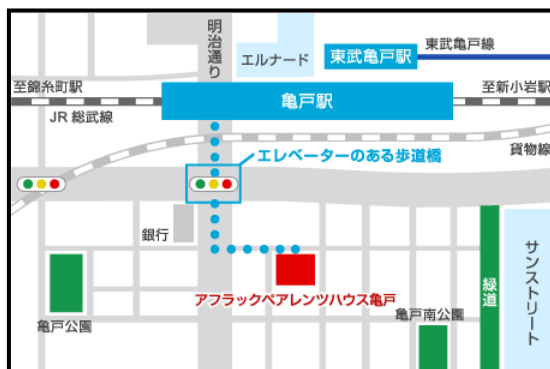 明治通り
エルナード
東武亀戸駅
東武亀戸線
至錦糸町駅
亀戸駅
至新小岩駅
JR 総武線
エレベーターのある歩道橋
貨物線
銀行
サンストリート
緑道
アフラックペアレンツハウス亀戸
亀戸公園
亀戸南公園